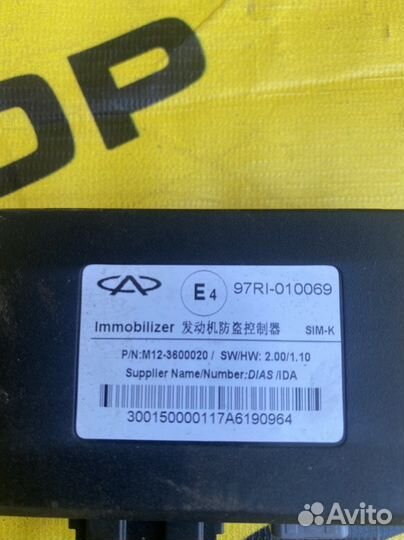 OP
E4 97RI-010069
Immobilizer 发动机防盗控制器 SIM-K
P/N:M12-3600020 / SW/HW: 2.00/1.10
Supplier Name/Number:DIAS /IDA
300150000117A6190964
Avito